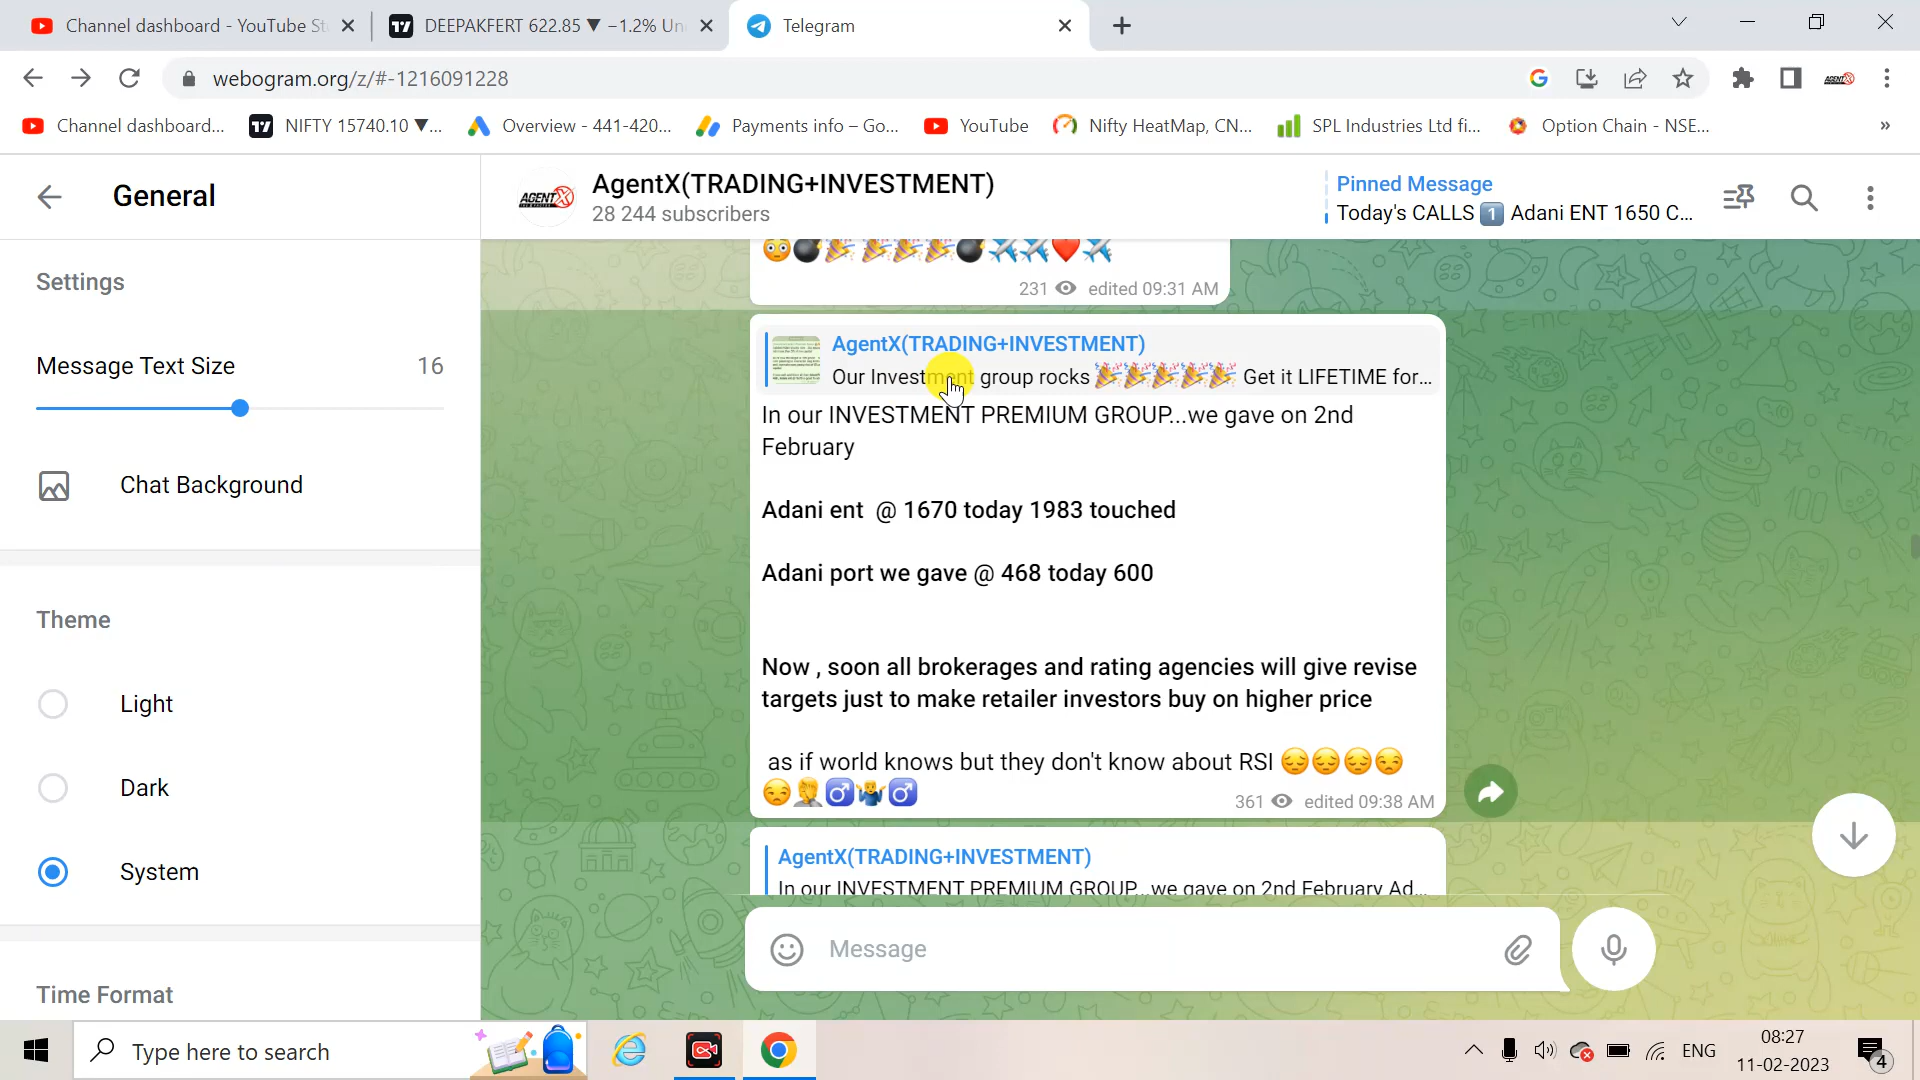 Channel dashboard - YouTube St
DEEPAKFERT 622.85 ▼ −1.2% Un
Telegram
webogram.org/z/#-1216091228
Channel dashboard...
NIFTY 15740.10 ▼...
Overview - 441-420...
Payments info – Go...
YouTube
Nifty HeatMap, CN...
SPL Industries Ltd fi...
Option Chain - NSE...
»
General
AGENTX
AgentX(TRADING+INVESTMENT)
28 244 subscribers
Pinned Message
Today's CALLS 1️⃣ Adani ENT 1650 C...
Settings
Message Text Size 16
Chat Background
Theme
Light
Dark
System
Time Format
😳💣🎉 🎉🎉🎉💣✈️✈️❤️✈️
231 edited 09:31 AM
AgentX(TRADING+INVESTMENT)
Our Investment group rocks 🎉🎉🎉🎉🎉 Get it LIFETIME for...
In our INVESTMENT PREMIUM GROUP...we gave on 2nd
February
Adani ent @ 1670 today 1983 touched
Adani port we gave @ 468 today 600
Now , soon all brokerages and rating agencies will give revise
targets just to make retailer investors buy on higher price
as if world knows but they don't know about RSI 😔😔😔😒
😒🤦‍♂️🤷‍♂️
361 edited 09:38 AM
AgentX(TRADING+INVESTMENT)
In our INVESTMENT PREMIUM GROUP...we gave on 2nd February Ad...
Message
Type here to search
ENG
08:27
11-02-2023
4